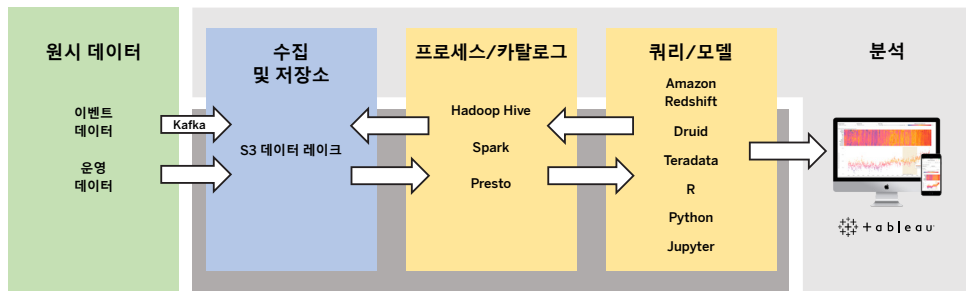 원시 데이터
이벤트
데이터
Kafka
운영
데이터
수집
및 저장소
S3 데이터 레이크
프로세스/카탈로그
Hadoop Hive
Spark
Presto
쿼리/모델
Amazon
Redshift
Druid
Teradata
R
Python
Jupyter
분석
+ableau